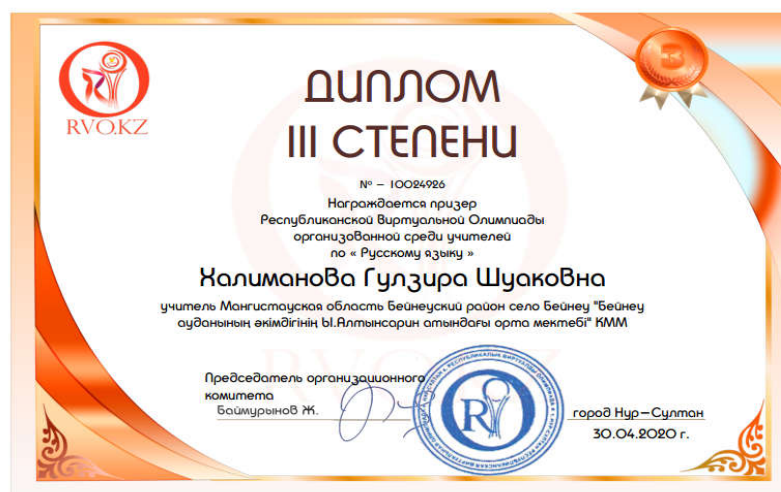 RVO.KZ
3
ДИПЛОМ
III СТЕПЕНИ
№ – 10024926
Награждается призер
Республиканской Виртуальной Олимпиады
организованной среди учителей
по « Русскому языку »
Халиманова Гулзира Шуаковна
учитель Мангистауская область Бейнеуский район село Бейнеу "Бейнеу
ауданының әкімдігінің Ы.Алтынсарин атындағы орта мектебі" КММ
Председатель организационного
комитета
Баймурынов Ж.
город Нур–Султан
30.04.2020 г.